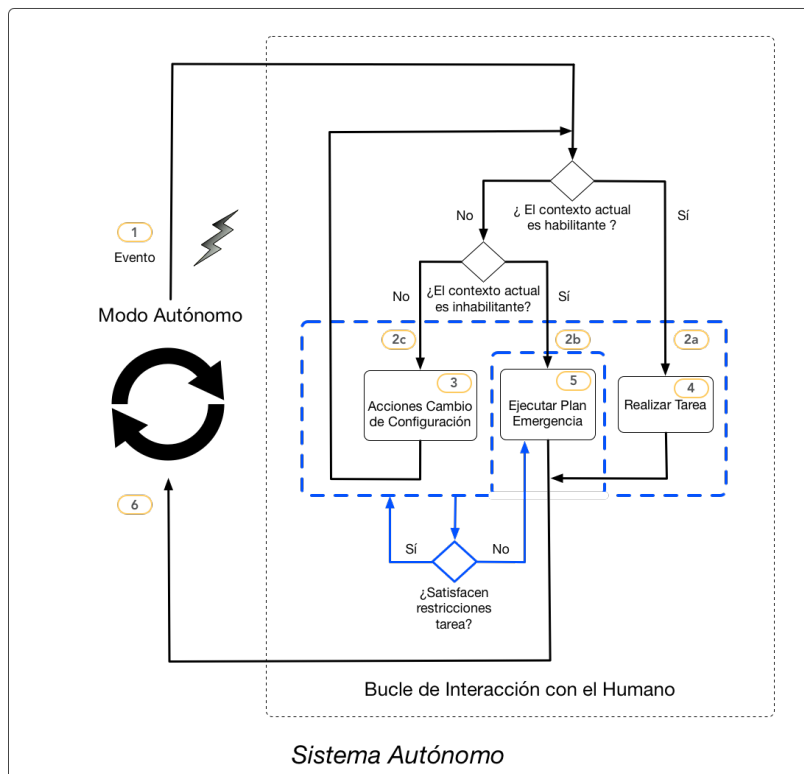 ¿ El contexto actual
es habilitante ?
No
Sí
1
Evento
¿El contexto actual
es inhabilitante?
No
Sí
Modo Autónomo
2c
2b
2a
3
Acciones Cambio
de Configuración
5
Ejecutar Plan
Emergencia
4
Realizar Tarea
6
Sí
No
¿Satisfacen
restricciones
tarea?
Bucle de Interacción con el Humano
Sistema Autónomo